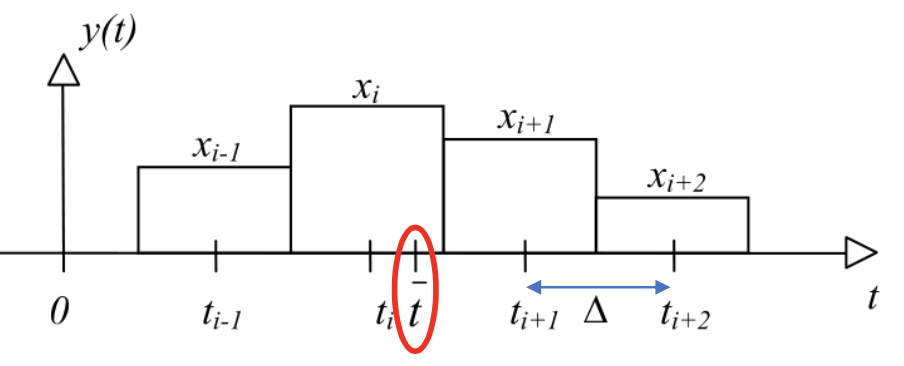 y(t)
x_i
x_{i+1}
x_{i-1}
x_{i+2}
0 t_{i-1} t_i t̄ t_{i+1} Δ t_{i+2} t